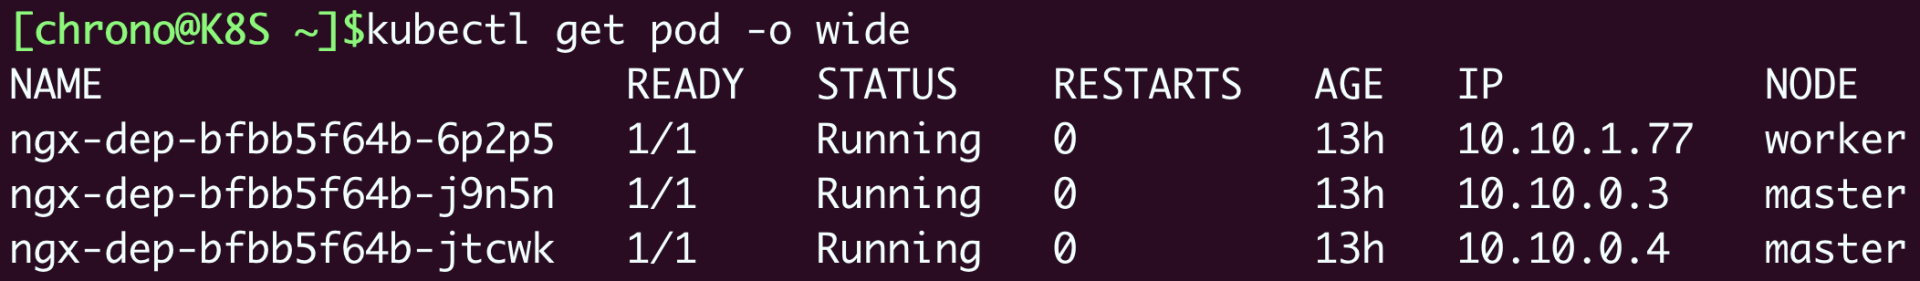 [chrono@K8S ~]$kubectl get pod -o wide
NAME READY STATUS RESTARTS AGE IP NODE
ngx-dep-bfbb5f64b-6p2p5 1/1 Running 0 13h 10.10.1.77 worker
ngx-dep-bfbb5f64b-j9n5n 1/1 Running 0 13h 10.10.0.3 master
ngx-dep-bfbb5f64b-jtcwk 1/1 Running 0 13h 10.10.0.4 master